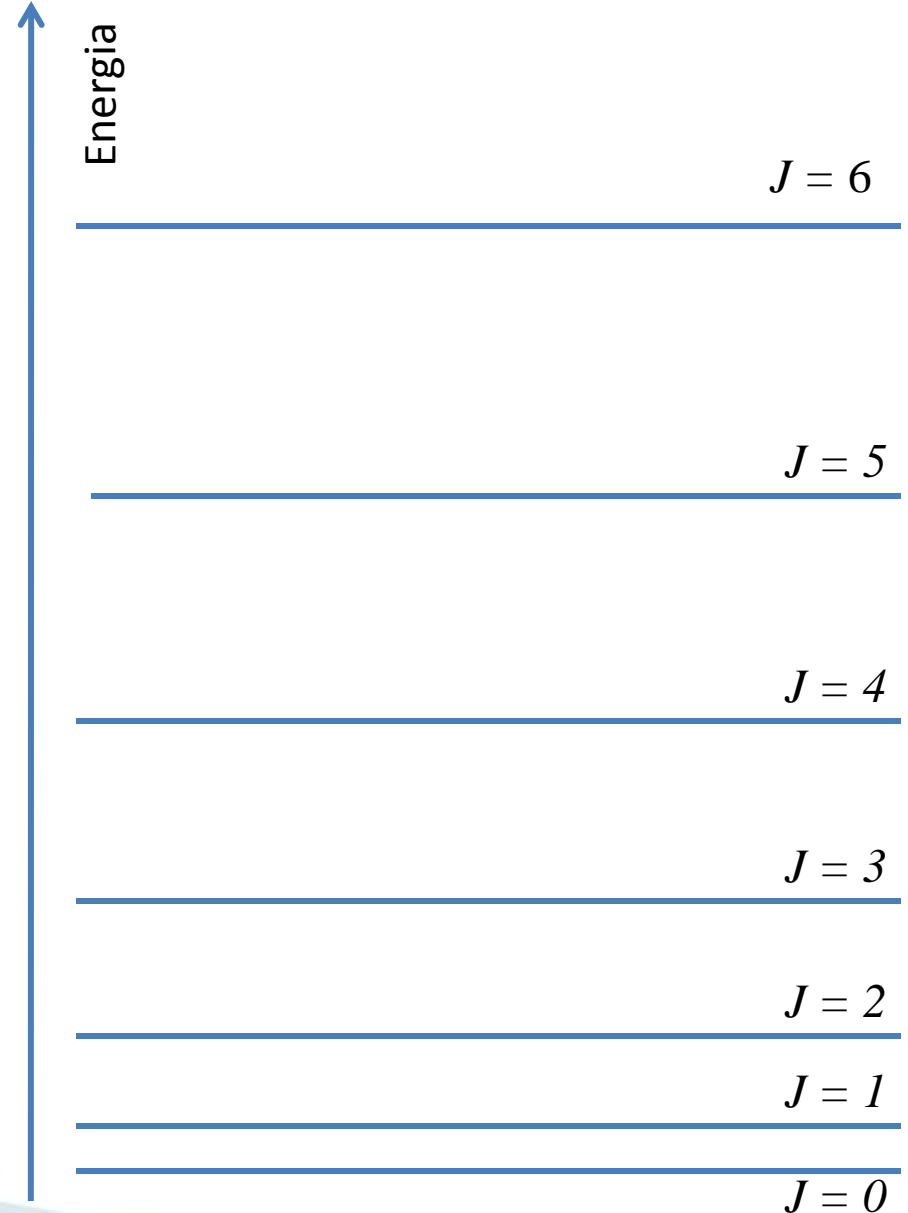 Energia
J = 6
J = 5
J = 4
J = 3
J = 2
J = 1
J = 0